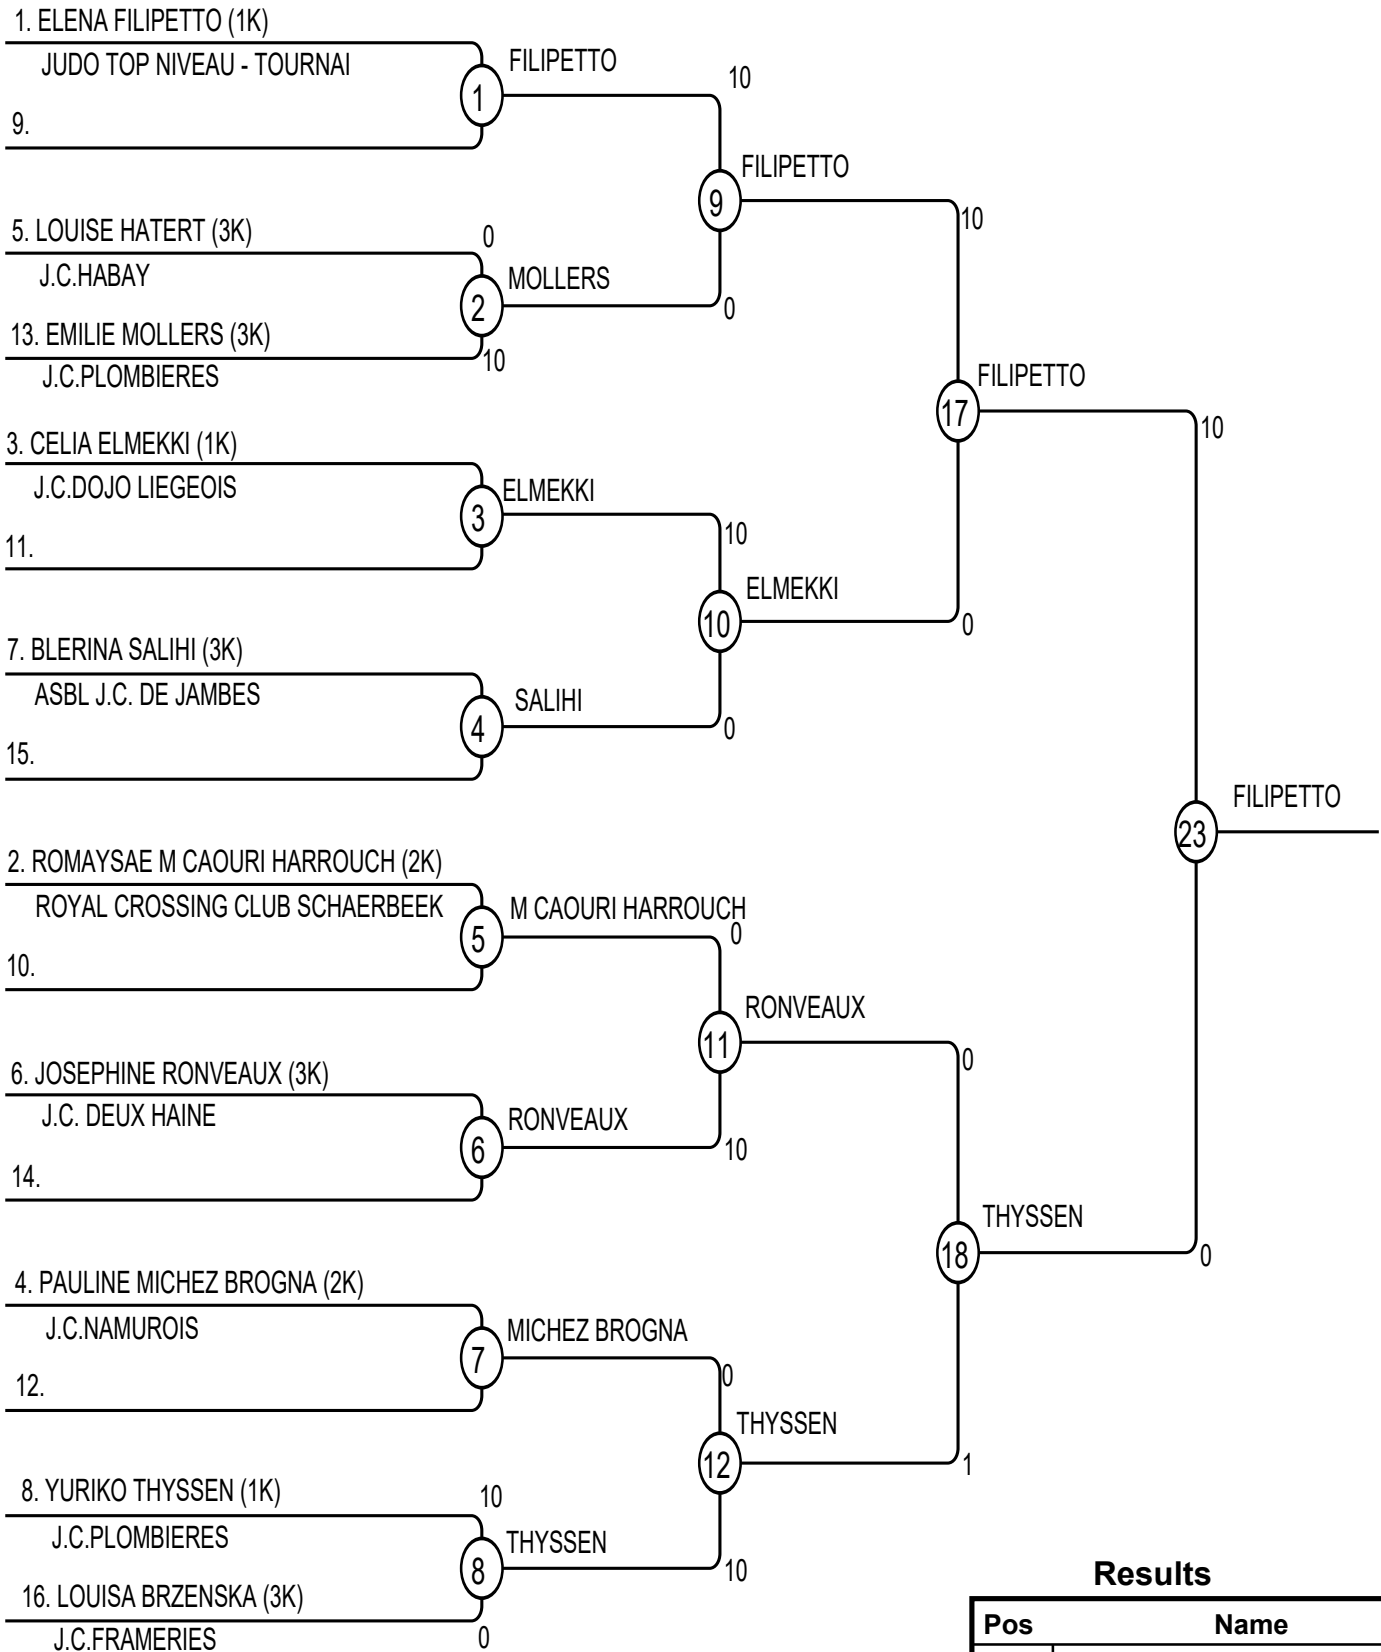 1. ELENA FILIPETTO (1K)
JUDO TOP NIVEAU - TOURNAI
9.
1
FILIPETTO
10
5. LOUISE HATERT (3K)
J.C.HABAY
0
13. EMILIE MOLLERS (3K)
J.C.PLOMBIERES
10
2
MOLLERS
0
9
FILIPETTO
10
3. CELIA ELMEKKI (1K)
J.C.DOJO LIEGEOIS
11.
3
ELMEKKI
10
7. BLERINA SALIHI (3K)
ASBL J.C. DE JAMBES
15.
4
SALIHI
0
10
ELMEKKI
0
17
FILIPETTO
10
2. ROMAYSAE M CAOURI HARROUCH (2K)
ROYAL CROSSING CLUB SCHAERBEEK
10.
5
M CAOURI HARROUCH
0
6. JOSEPHINE RONVEAUX (3K)
J.C. DEUX HAINE
14.
6
RONVEAUX
10
11
RONVEAUX
0
4. PAULINE MICHEZ BROGNA (2K)
J.C.NAMUROIS
12.
7
MICHEZ BROGNA
0
8. YURIKO THYSSEN (1K)
J.C.PLOMBIERES
10
16. LOUISA BRZENSKA (3K)
J.C.FRAMERIES
0
8
THYSSEN
10
12
THYSSEN
1
18
THYSSEN
0
23
FILIPETTO
Results
Pos Name